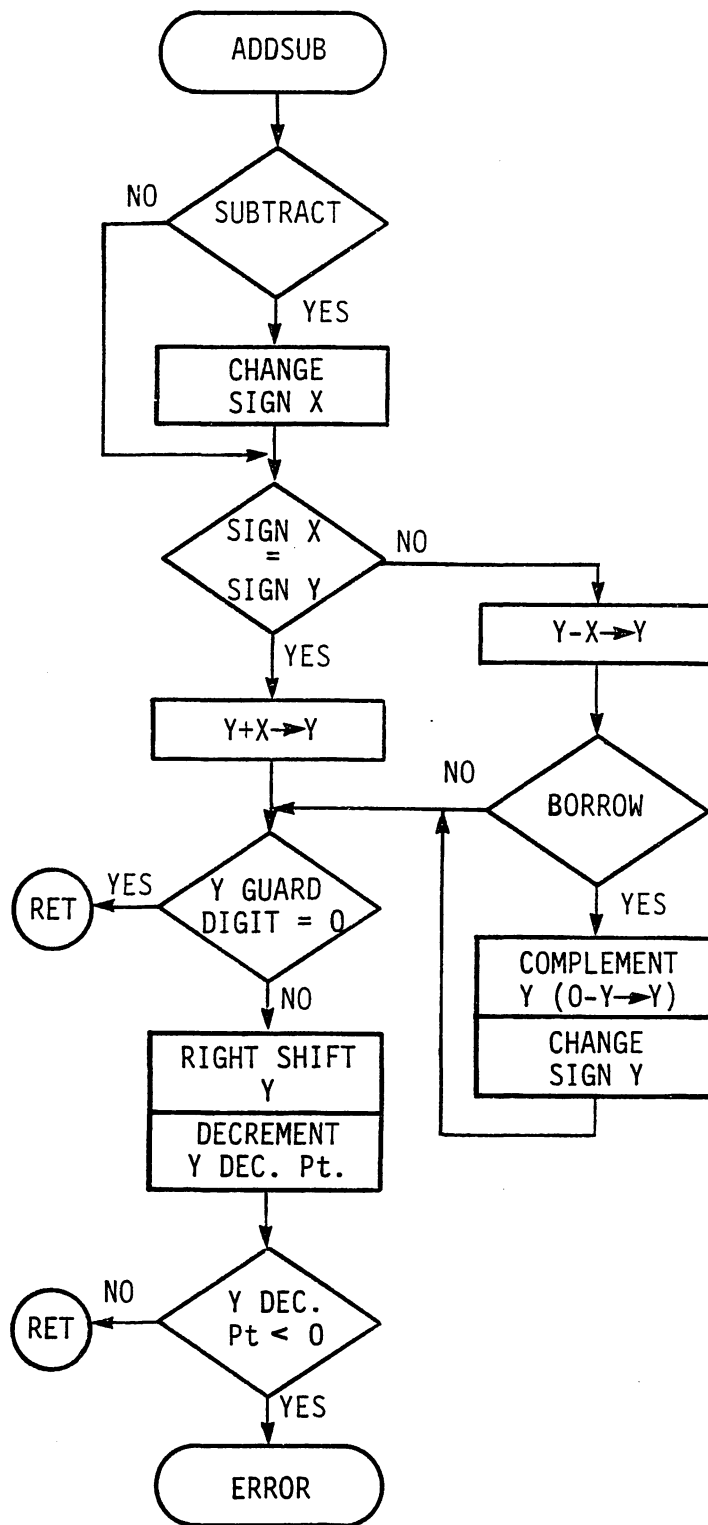 ADDSUB
NO
SUBTRACT
YES
CHANGE
SIGN X
SIGN X
=
SIGN Y
NO
YES
Y-X→Y
Y+X→Y
NO
BORROW
YES
RET
YES
Y GUARD
DIGIT = 0
NO
COMPLEMENT
Y (0-Y→Y)
CHANGE
SIGN Y
RIGHT SHIFT
Y
DECREMENT
Y DEC. Pt.
RET
NO
Y DEC.
Pt < 0
YES
ERROR